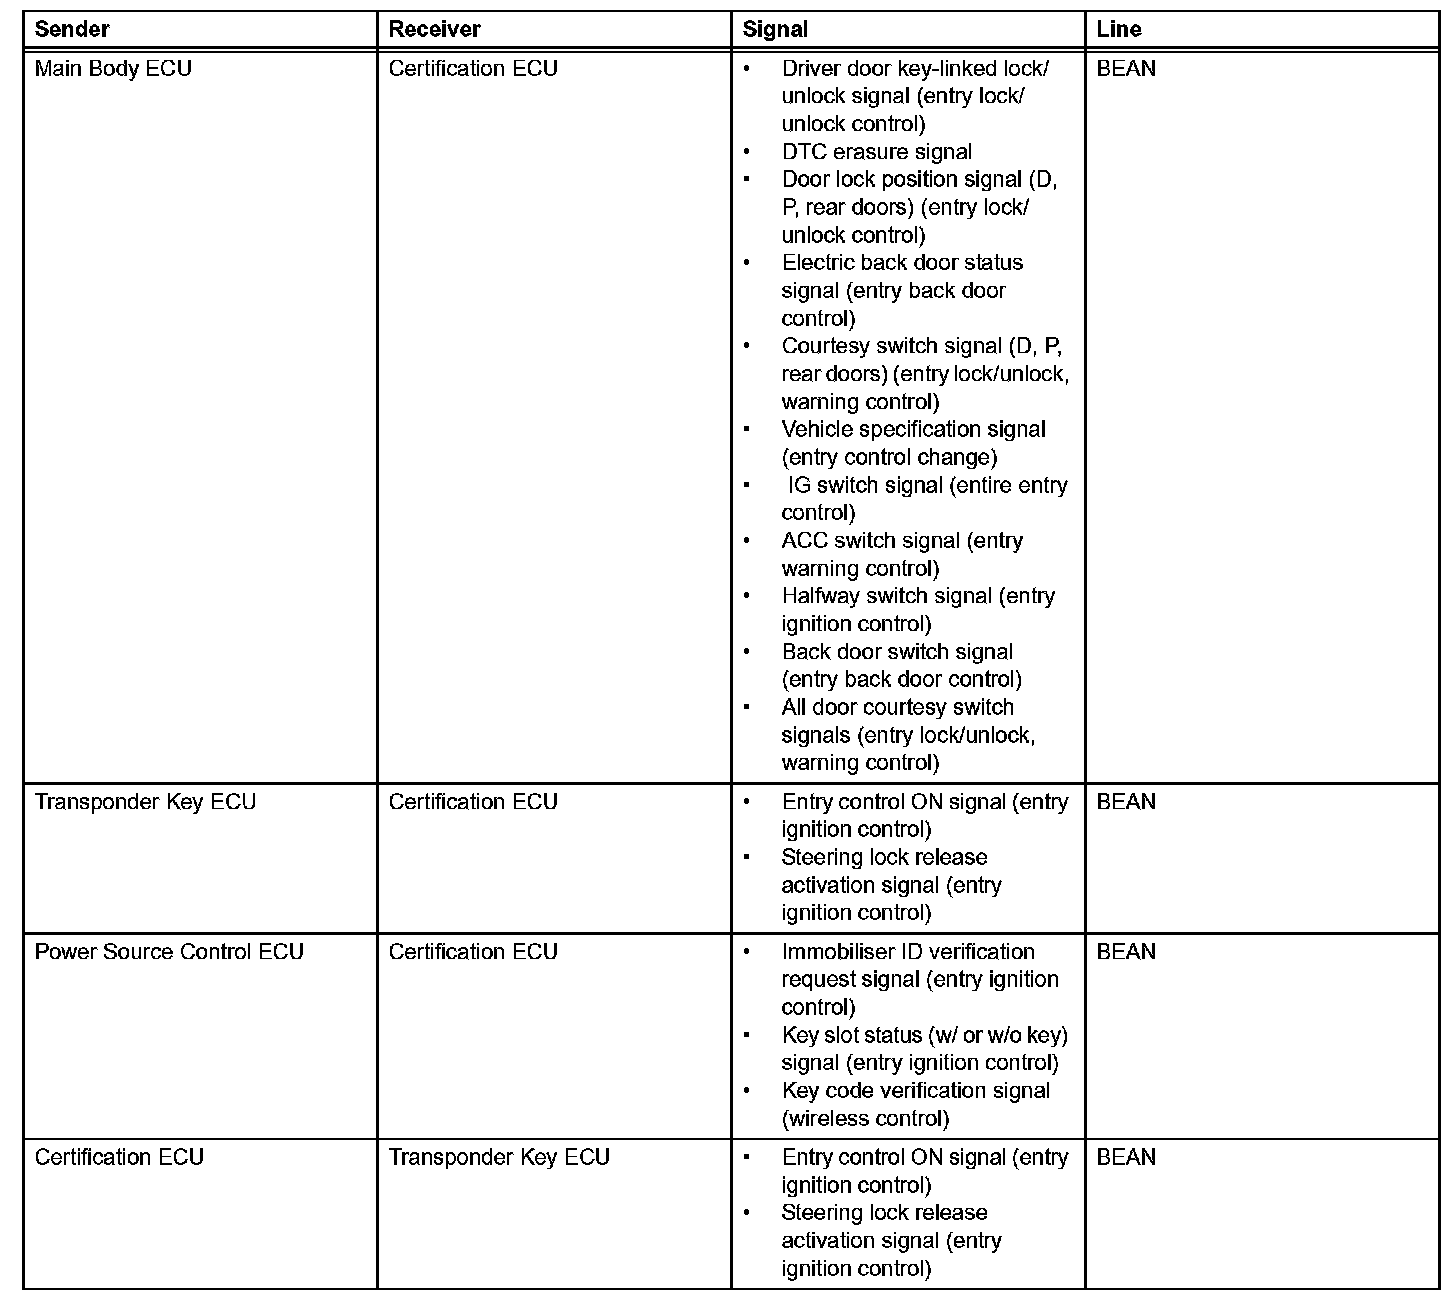 Sender Receiver Signal Line
Main Body ECU Certification ECU • Driver door key-linked lock/ BEAN
unlock signal (entry lock/
unlock control)
• DTC erasure signal
• Door lock position signal (D,
P, rear doors) (entry lock/
unlock control)
• Electric back door status
signal (entry back door
control)
• Courtesy switch signal (D, P,
rear doors) (entry lock/unlock,
warning control)
• Vehicle specification signal
(entry control change)
• IG switch signal (entire entry
control)
• ACC switch signal (entry
warning control)
• Halfway switch signal (entry
ignition control)
• Back door switch signal
(entry back door control)
• All door courtesy switch
signals (entry lock/unlock,
warning control)
Transponder Key ECU Certification ECU • Entry control ON signal (entry BEAN
ignition control)
• Steering lock release
activation signal (entry
ignition control)
Power Source Control ECU Certification ECU • Immobiliser ID verification BEAN
request signal (entry ignition
control)
• Key slot status (w/ or w/o key)
signal (entry ignition control)
• Key code verification signal
(wireless control)
Certification ECU Transponder Key ECU • Entry control ON signal (entry BEAN
ignition control)
• Steering lock release
activation signal (entry
ignition control)